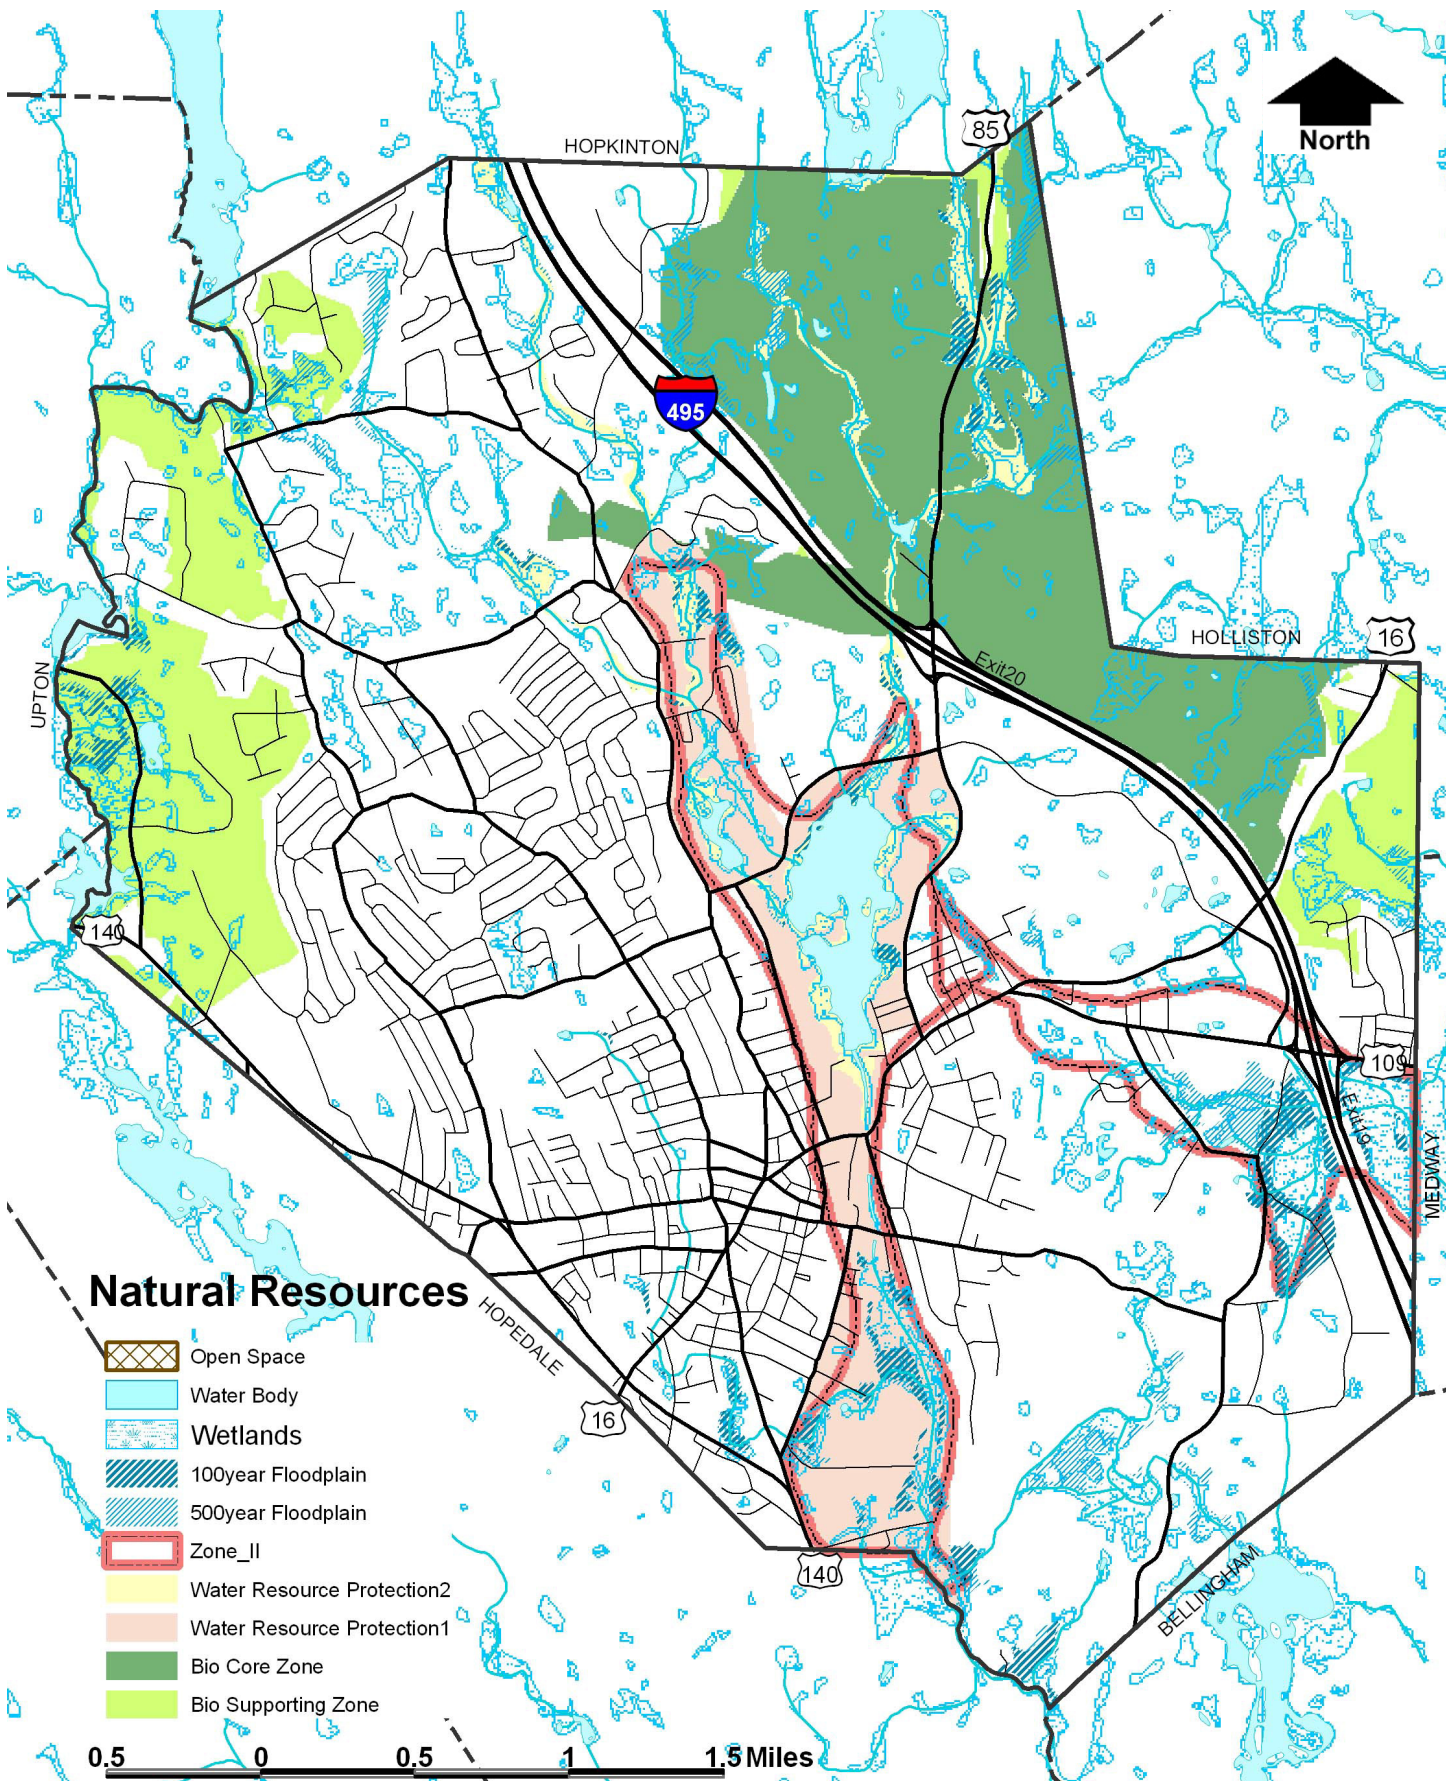 HOPKINTON
85
North
495
HOLLISTON
16
Exit20
UPTON
140
109
Exit19
MEDWAY
Natural Resources
HOPEDALE
Open Space
Water Body
16
Wetlands
100year Floodplain
500year Floodplain
Zone_II
140
BELLINGHAM
Water Resource Protection2
Water Resource Protection1
Bio Core Zone
Bio Supporting Zone
0.5 0 0.5 1 1.5 Miles